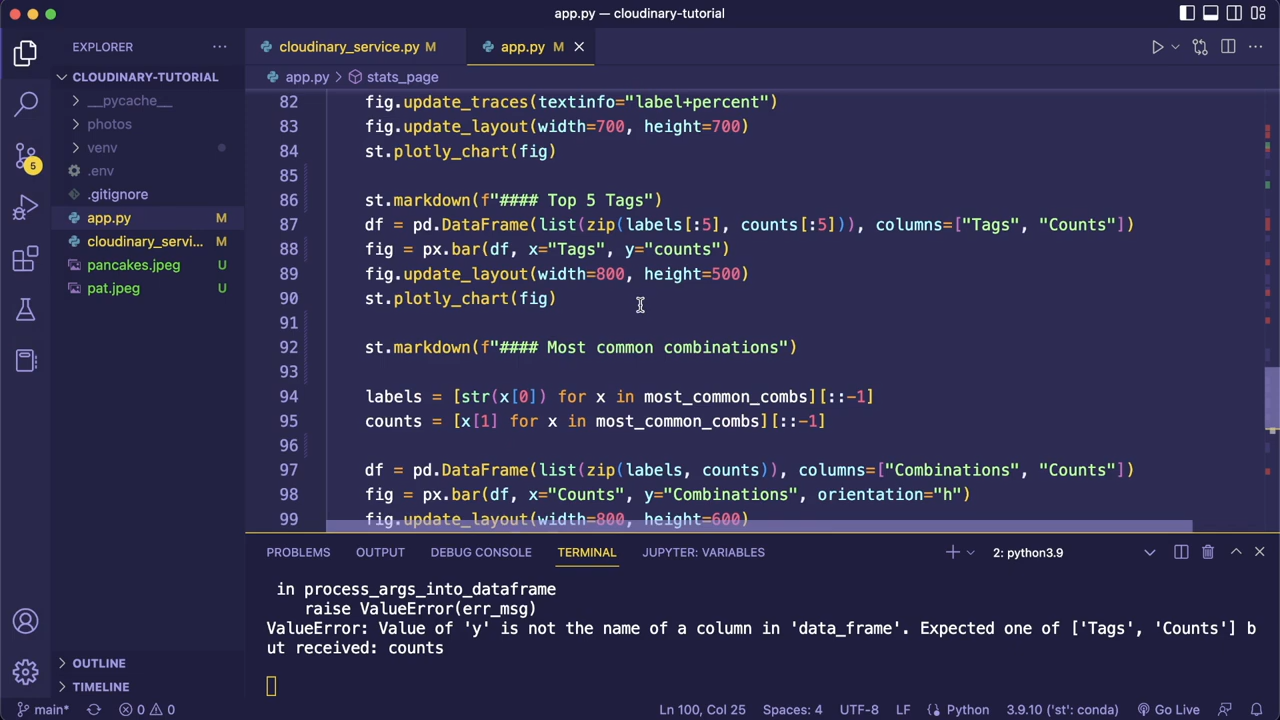 app.py — cloudinary-tutorial
EXPLORER
cloudinary_service.py M
app.py M
CLOUDINARY-TUTORIAL
app.py > stats_page
__pycache__
photos
venv
.env
.gitignore
app.py M
cloudinary_servi... M
pancakes.jpeg U
pat.jpeg U
5
82 fig.update_traces(textinfo="label+percent")
83 fig.update_layout(width=700, height=700)
84 st.plotly_chart(fig)
85
86 st.markdown(f"#### Top 5 Tags")
87 df = pd.DataFrame(list(zip(labels[:5], counts[:5])), columns=["Tags", "Counts"])
88 fig = px.bar(df, x="Tags", y="counts")
89 fig.update_layout(width=800, height=500)
90 st.plotly_chart(fig)
91
92 st.markdown(f"#### Most common combinations")
93
94 labels = [str(x[0]) for x in most_common_combs][::-1]
95 counts = [x[1] for x in most_common_combs][::-1]
96
97 df = pd.DataFrame(list(zip(labels, counts)), columns=["Combinations", "Counts"])
98 fig = px.bar(df, x="Counts", y="Combinations", orientation="h")
99 fig.update_layout(width=800, height=600)
PROBLEMS OUTPUT DEBUG CONSOLE TERMINAL JUPYTER: VARIABLES 2: python3.9
in process_args_into_dataframe
raise ValueError(err_msg)
ValueError: Value of 'y' is not the name of a column in 'data_frame'. Expected one of ['Tags', 'Counts'] b
ut received: counts
OUTLINE
TIMELINE
main* 0 0 Ln 100, Col 25 Spaces: 4 UTF-8 LF Python 3.9.10 ('st': conda) Go Live